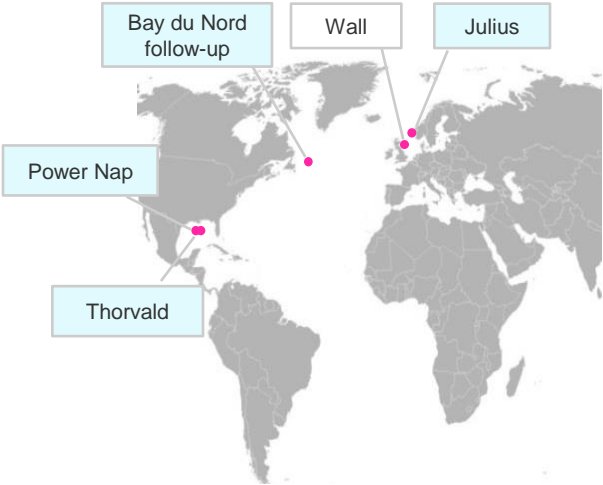 Bay du Nord
follow-up
Wall
Julius
Power Nap
Thorvald